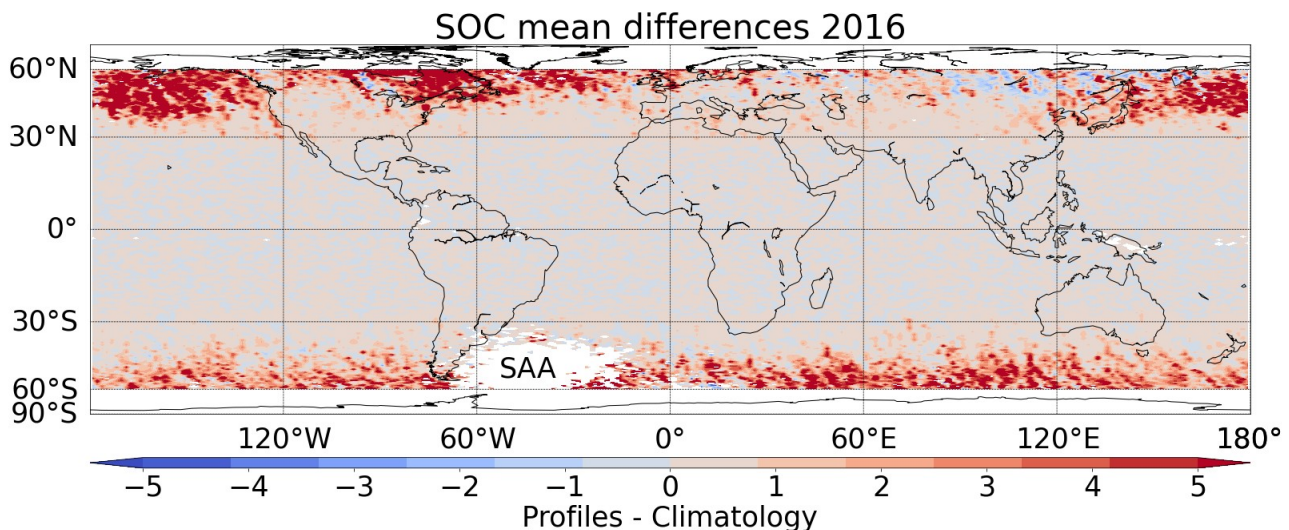 SOC mean differences 2016
60°N
30°N
0°
30°S
SAA
60°S
90°S
120°W 60°W 0° 60°E 120°E 180°
−5 −4 −3 −2 −1 0 1 2 3 4 5
Profiles - Climatology